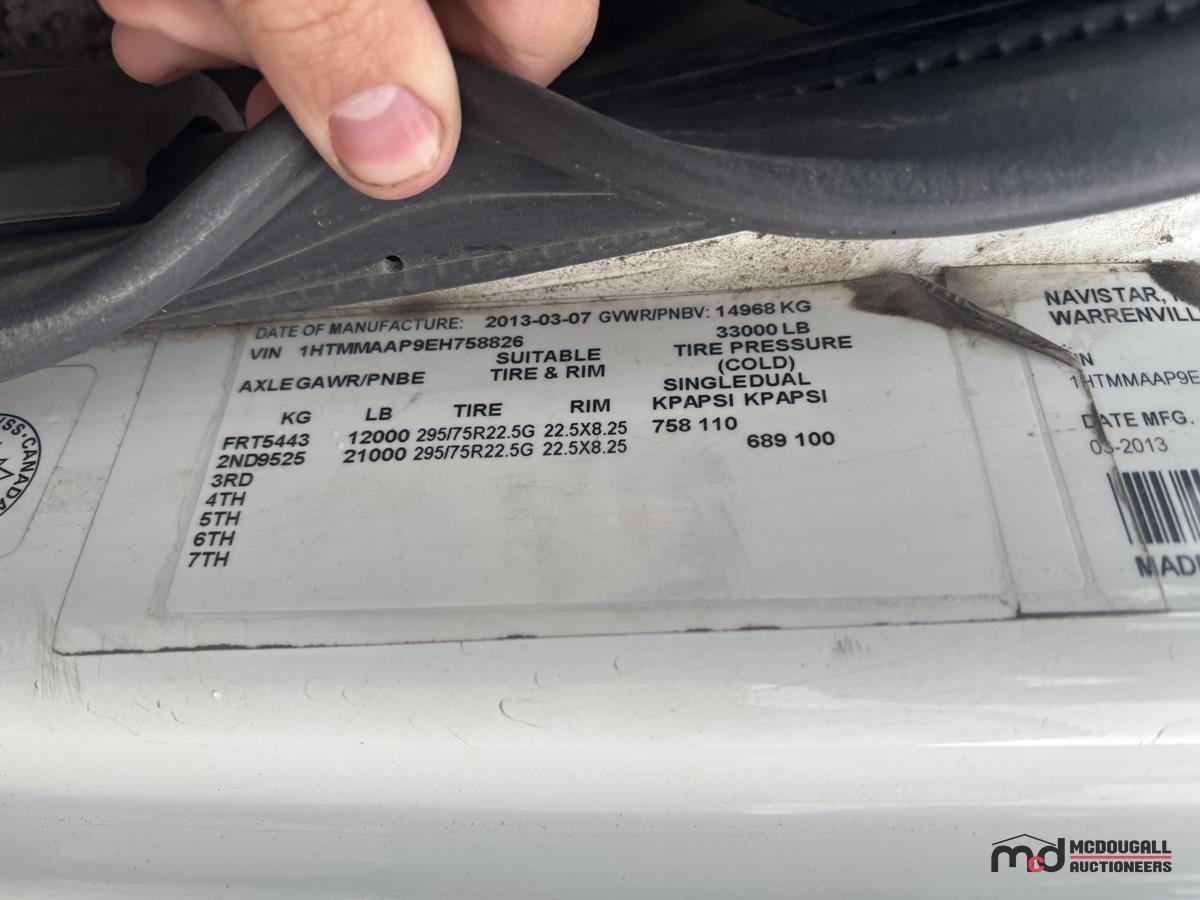 DATE OF MANUFACTURE: 2013-03-07 GVWR/PNBV: 14968 KG
VIN 1HTMMAAP9EH758826 33000 LB
SUITABLE TIRE PRESSURE
AXLE GAWR/PNBE TIRE & RIM (COLD)
SINGLE DUAL
KG LB TIRE RIM KPA PSI KPA PSI
FRT 5443 12000 295/75R22.5G 22.5X8.25 758 110
2ND 9525 21000 295/75R22.5G 22.5X8.25 689 100
3RD
4TH
5TH
6TH
7TH
NAVISTAR,
WARRENVILL
1HTMMAAP9E
DATE MFG.
03-2013
MADE
CANADA
mcd MCDOUGALL
AUCTIONEERS